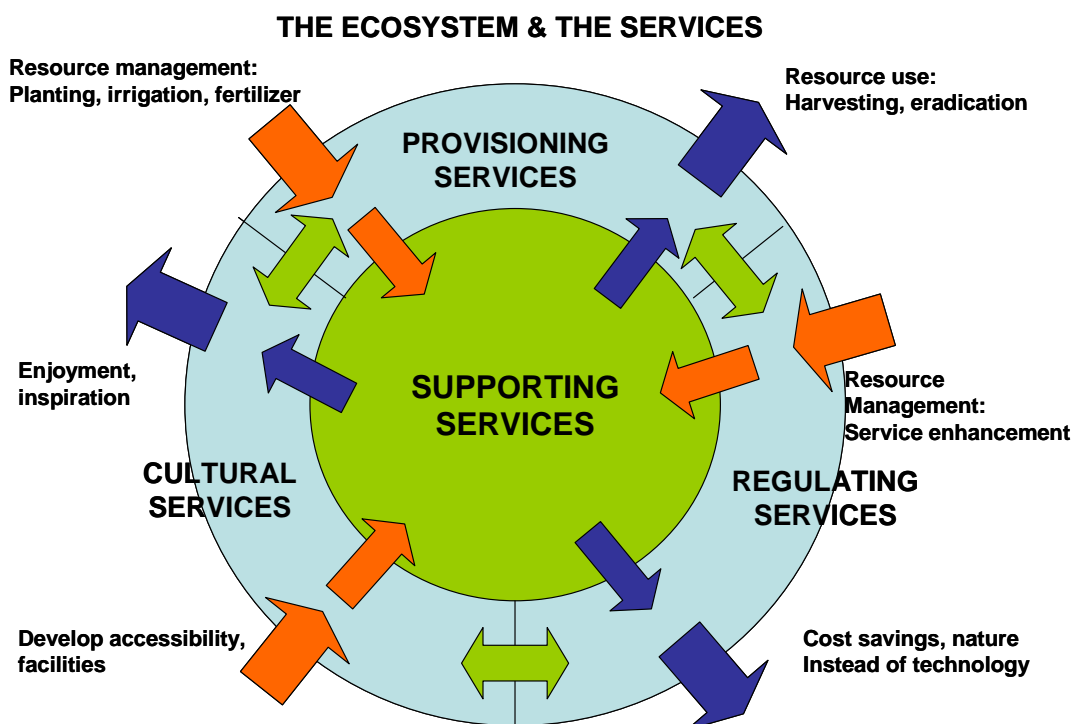 THE ECOSYSTEM & THE SERVICES
Resource management:
Planting, irrigation, fertilizer
Resource use:
Harvesting, eradication
PROVISIONING
SERVICES
Enjoyment,
inspiration
SUPPORTING
SERVICES
Resource
Management:
Service enhancement
CULTURAL
SERVICES
REGULATING
SERVICES
Develop accessibility,
facilities
Cost savings, nature
Instead of technology